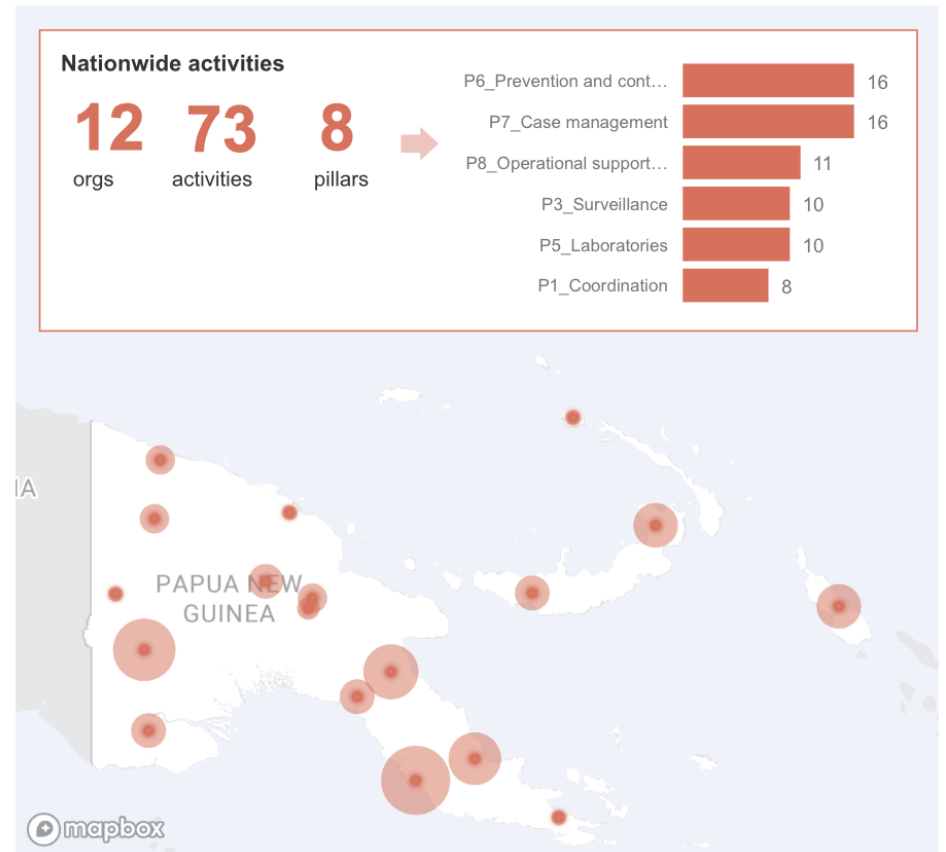 Nationwide activities
12
orgs
73
activities
8
pillars
P6_Prevention and cont… 16
P7_Case management 16
P8_Operational support… 11
P3_Surveillance 10
P5_Laboratories 10
P1_Coordination 8
IA
PAPUA NEW
GUINEA
mapbox